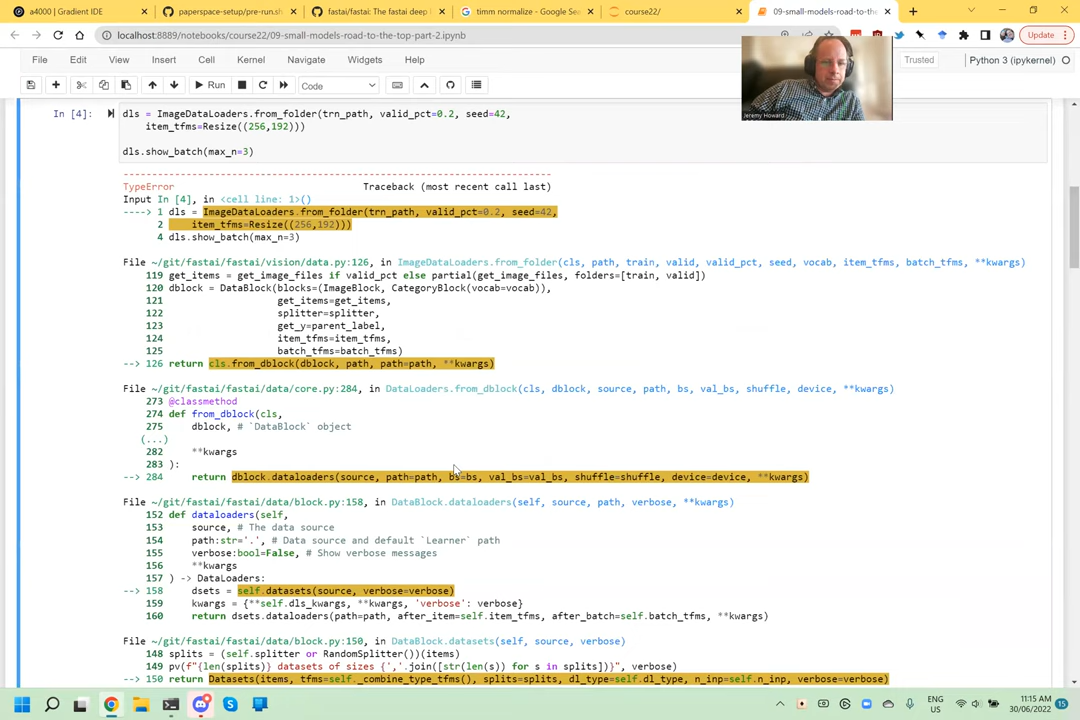 a4000 | Gradient IDE
paperspace-setup/pre-run.sh
fastai/fastai: The fastai deep l
timm normalize - Google Sea
course22/
09-small-models-road-to-the
localhost:8889/notebooks/course22/09-small-models-road-to-the-top-part-2.ipynb
Update
File Edit View Insert Cell Kernel Navigate Widgets Help
Trusted
Python 3 (ipykernel)
Run
Code
Jeremy Howard
In [4]:
dls = ImageDataLoaders.from_folder(trn_path, valid_pct=0.2, seed=42,
item_tfms=Resize((256,192)))
dls.show_batch(max_n=3)
---------------------------------------------------------------------------
TypeError Traceback (most recent call last)
Input In [4], in <cell line: 1>()
----> 1 dls = ImageDataLoaders.from_folder(trn_path, valid_pct=0.2, seed=42,
2 item_tfms=Resize((256,192)))
4 dls.show_batch(max_n=3)
File ~/git/fastai/fastai/vision/data.py:126, in ImageDataLoaders.from_folder(cls, path, train, valid, valid_pct, seed, vocab, item_tfms, batch_tfms, **kwargs)
119 get_items = get_image_files if valid_pct else partial(get_image_files, folders=[train, valid])
120 dblock = DataBlock(blocks=(ImageBlock, CategoryBlock(vocab=vocab)),
121 get_items=get_items,
122 splitter=splitter,
123 get_y=parent_label,
124 item_tfms=item_tfms,
125 batch_tfms=batch_tfms)
--> 126 return cls.from_dblock(dblock, path, path=path, **kwargs)
File ~/git/fastai/fastai/data/core.py:284, in DataLoaders.from_dblock(cls, dblock, source, path, bs, val_bs, shuffle, device, **kwargs)
273 @classmethod
274 def from_dblock(cls,
275 dblock, # `DataBlock` object
(...)
282 **kwargs
283 ):
--> 284 return dblock.dataloaders(source, path=path, bs=bs, val_bs=val_bs, shuffle=shuffle, device=device, **kwargs)
File ~/git/fastai/fastai/data/block.py:158, in DataBlock.dataloaders(self, source, path, verbose, **kwargs)
152 def dataloaders(self,
153 source, # The data source
154 path:str='.', # Data source and default `Learner` path
155 verbose:bool=False, # Show verbose messages
156 **kwargs
157 ) -> DataLoaders:
--> 158 dsets = self.datasets(source, verbose=verbose)
159 kwargs = {**self.dls_kwargs, **kwargs, 'verbose': verbose}
160 return dsets.dataloaders(path=path, after_item=self.item_tfms, after_batch=self.batch_tfms, **kwargs)
File ~/git/fastai/fastai/data/block.py:150, in DataBlock.datasets(self, source, verbose)
148 splits = (self.splitter or RandomSplitter())(items)
149 pv(f"{len(splits)} datasets of sizes {','.join([str(len(s)) for s in splits])}", verbose)
--> 150 return Datasets(items, tfms=self._combine_type_tfms(), splits=splits, dl_type=self.dl_type, n_inp=self.n_inp, verbose=verbose)
ENG
US
11:15 AM
30/06/2022
15